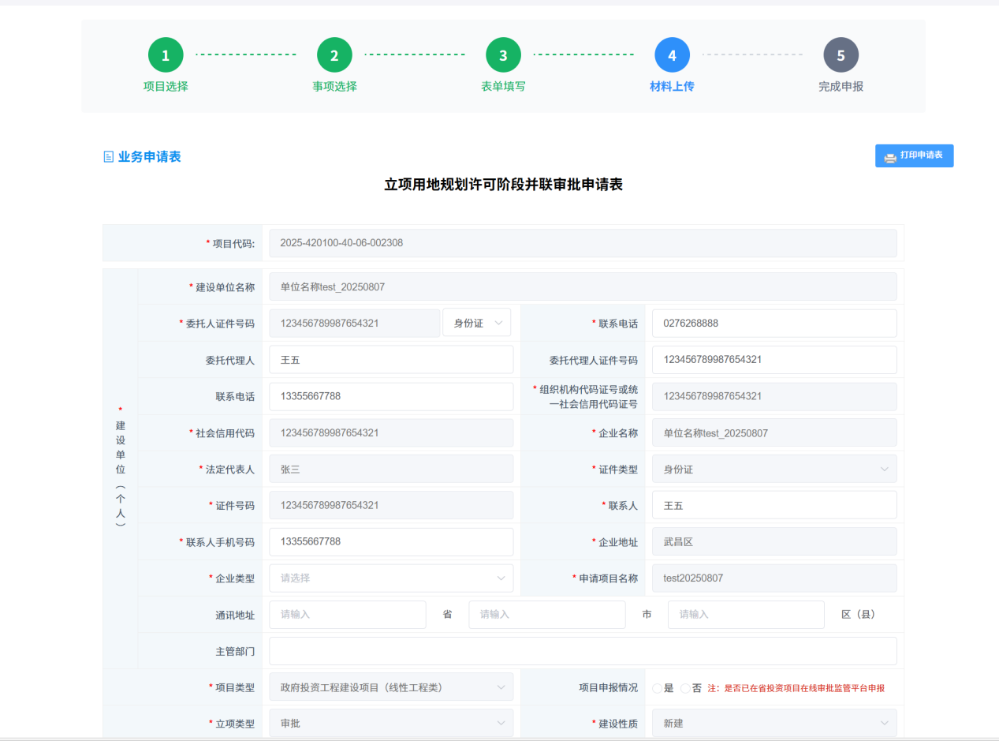 1
2
3
4
5
项目选择
事项选择
表单填写
材料上传
完成申报
业务申请表
打印申请表
立项用地规划许可阶段并联审批申请表
* 项目代码: 2025-420100-40-06-002308
* 建设单位(个人)
* 建设单位名称 单位名称test_20250807
* 委托人证件号码 123456789987654321 身份证 * 联系电话 0276268888
委托代理人 王五 委托代理人证件号码 123456789987654321
联系电话 13355667788 * 组织机构代码证号或统
一社会信用代码证号 123456789987654321
* 社会信用代码 123456789987654321 * 企业名称 单位名称test_20250807
* 法定代表人 张三 * 证件类型 身份证
* 证件号码 123456789987654321 * 联系人 王五
* 联系人手机号码 13355667788 * 企业地址 武昌区
* 企业类型 请选择 * 申请项目名称 test20250807
通讯地址 请输入 省 请输入 市 请输入 区（县）
主管部门
* 项目类型 政府投资工程建设项目（线性工程类） 项目申报情况 是 否 注：是否已在省投资项目在线审批监管平台申报
* 立项类型 审批 * 建设性质 新建